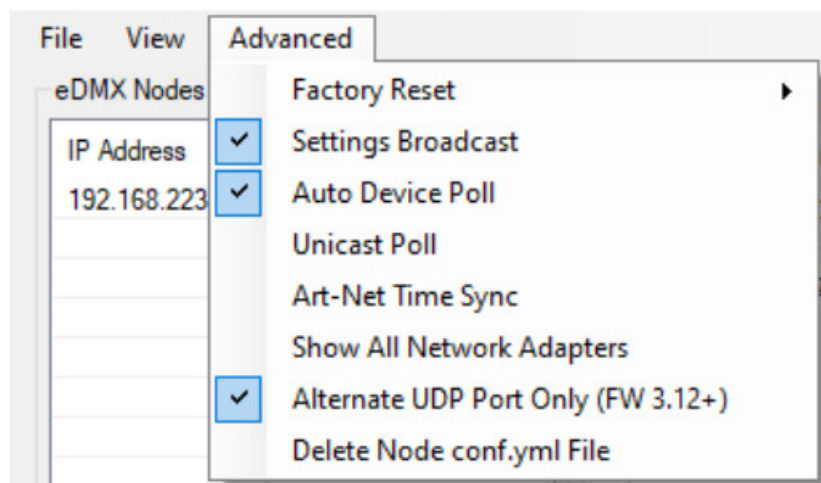 File View Advanced
eDMX Nodes
Factory Reset
IP Address
Settings Broadcast
192.168.223
Auto Device Poll
Unicast Poll
Art-Net Time Sync
Show All Network Adapters
Alternate UDP Port Only (FW 3.12+)
Delete Node conf.yml File